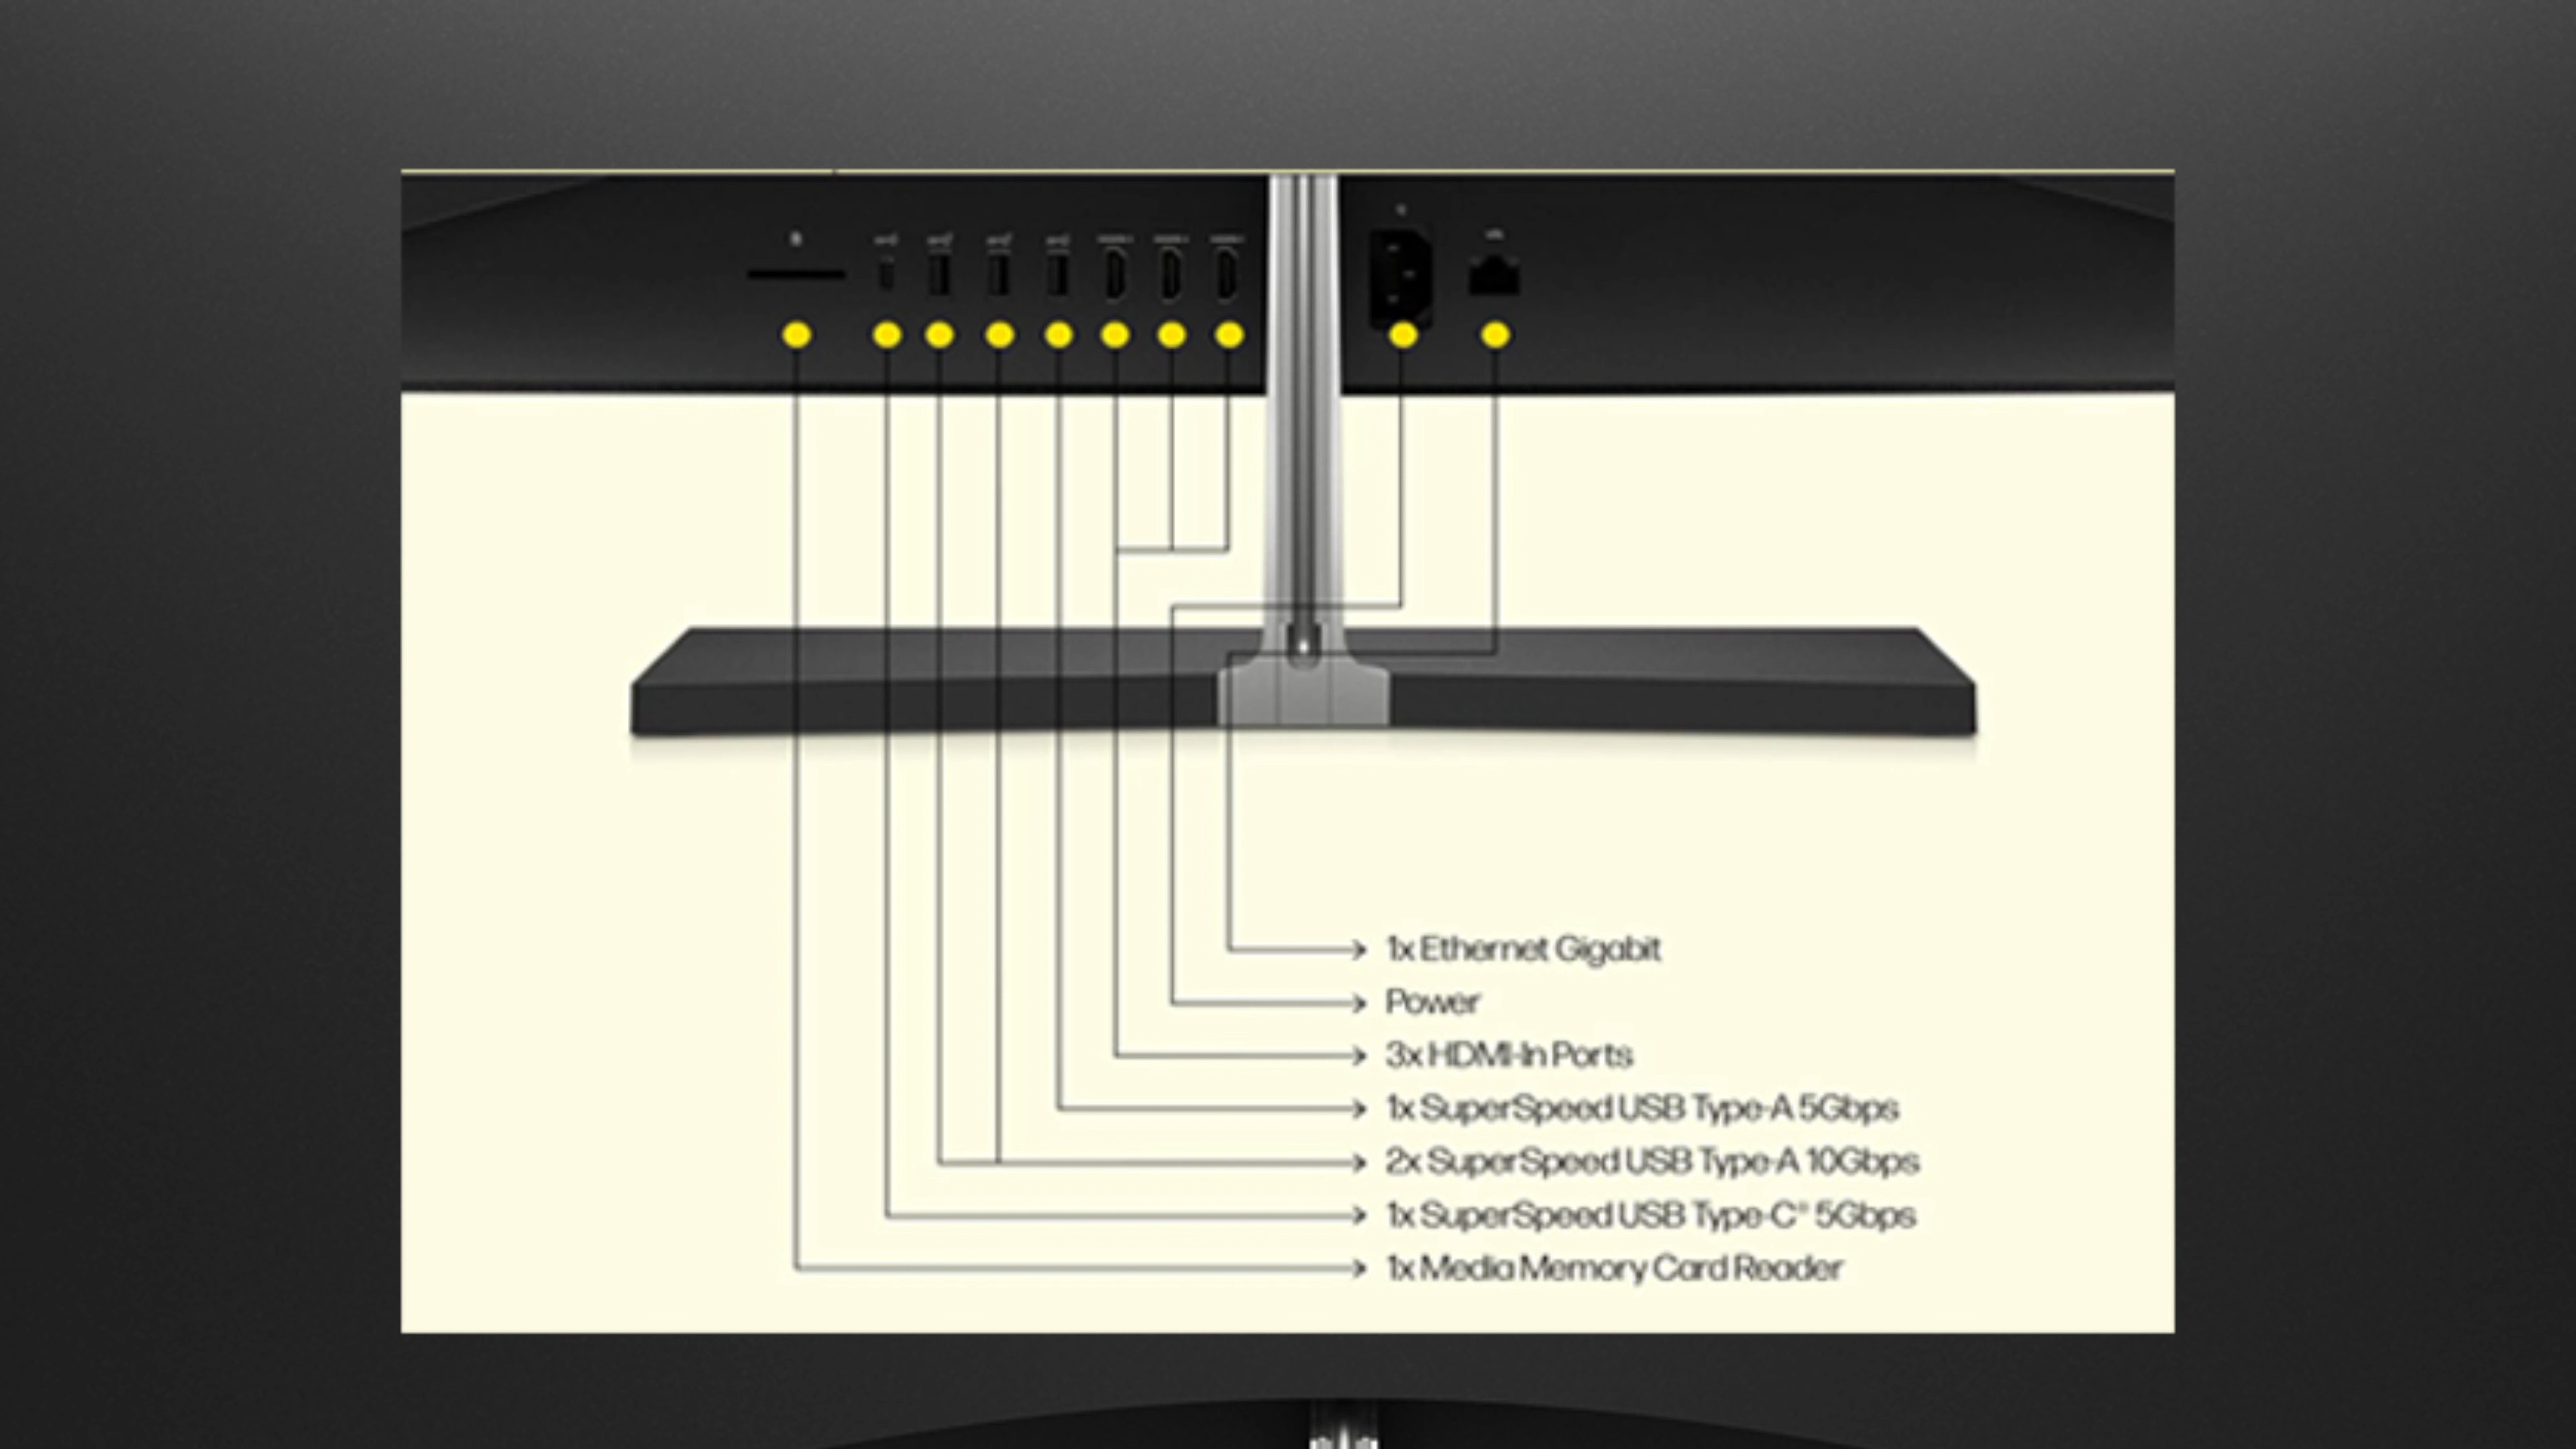 1x Ethernet Gigabit
Power
3x HDMI-In Ports
1x SuperSpeed USB Type-A 5Gbps
2x SuperSpeed USB Type-A 10Gbps
1x SuperSpeed USB Type-C® 5Gbps
1x Media Memory Card Reader